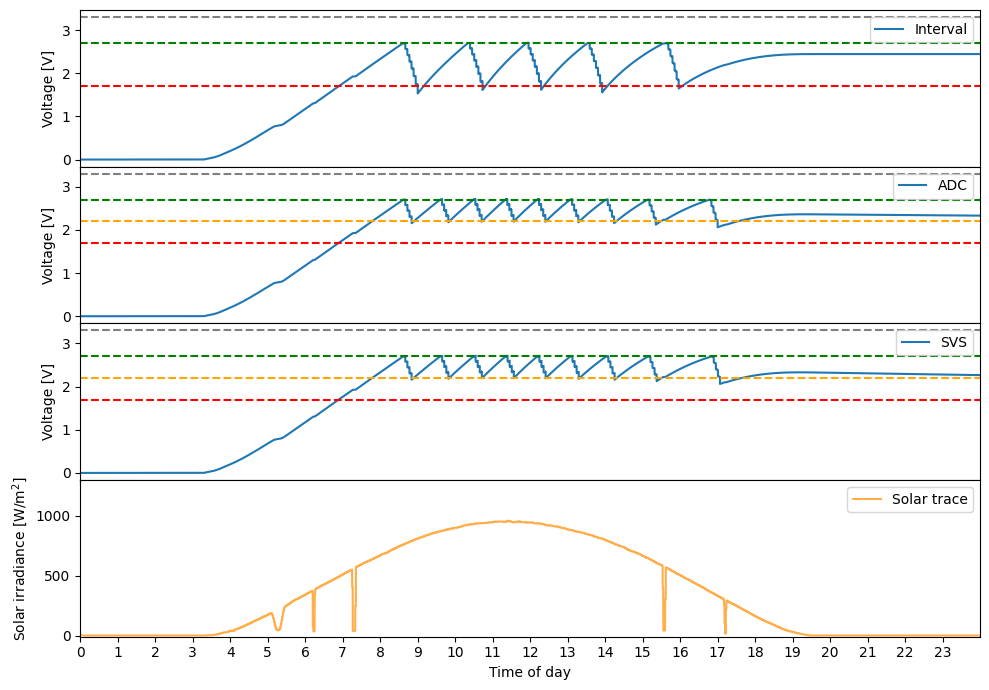 Voltage [V]
3
2
1
0
Interval
Voltage [V]
3
2
1
0
ADC
Voltage [V]
3
2
1
0
SVS
Solar irradiance [W/m²]
1000
500
0
Solar trace
0 1 2 3 4 5 6 7 8 9 10 11 12 13 14 15 16 17 18 19 20 21 22 23
Time of day